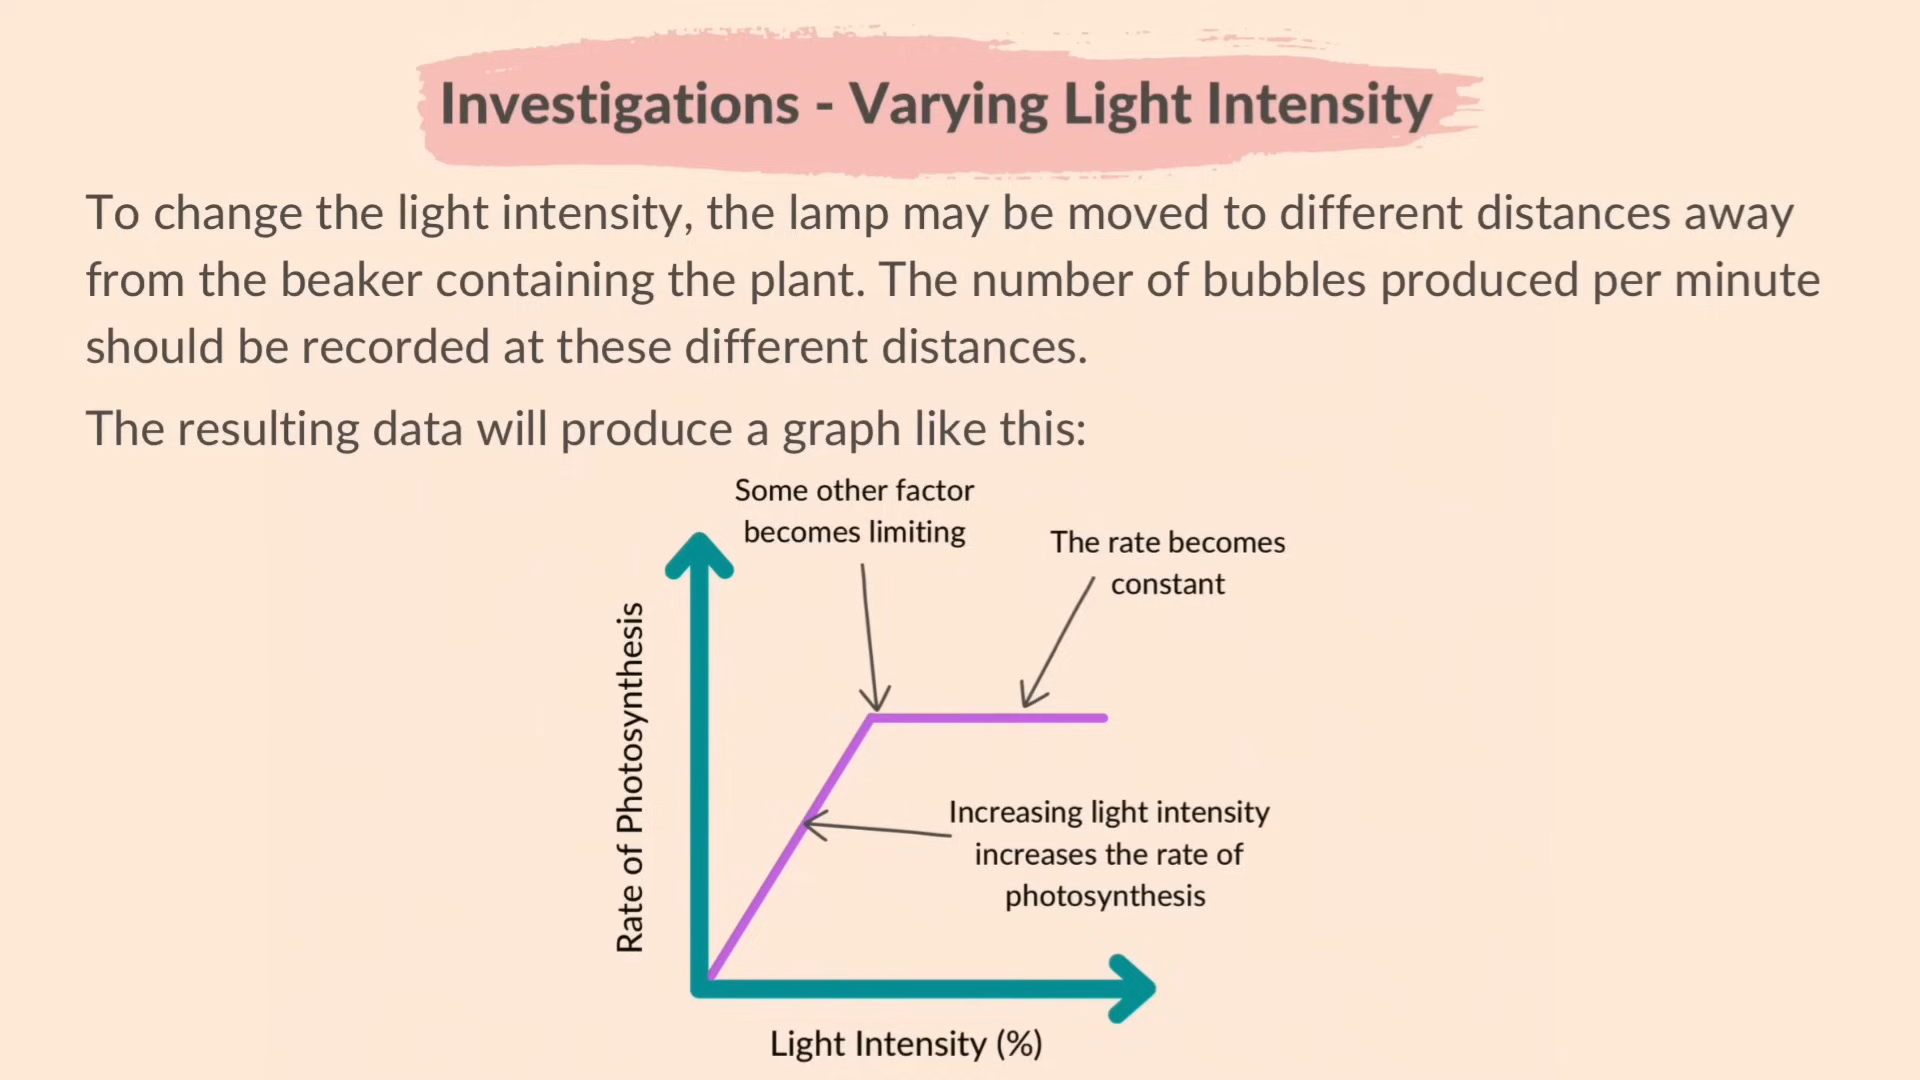 Investigations - Varying Light Intensity
To change the light intensity, the lamp may be moved to different distances away
from the beaker containing the plant. The number of bubbles produced per minute
should be recorded at these different distances.
The resulting data will produce a graph like this:
Some other factor
becomes limiting
The rate becomes
constant
Rate of Photosynthesis
Increasing light intensity
increases the rate of
photosynthesis
Light Intensity (%)